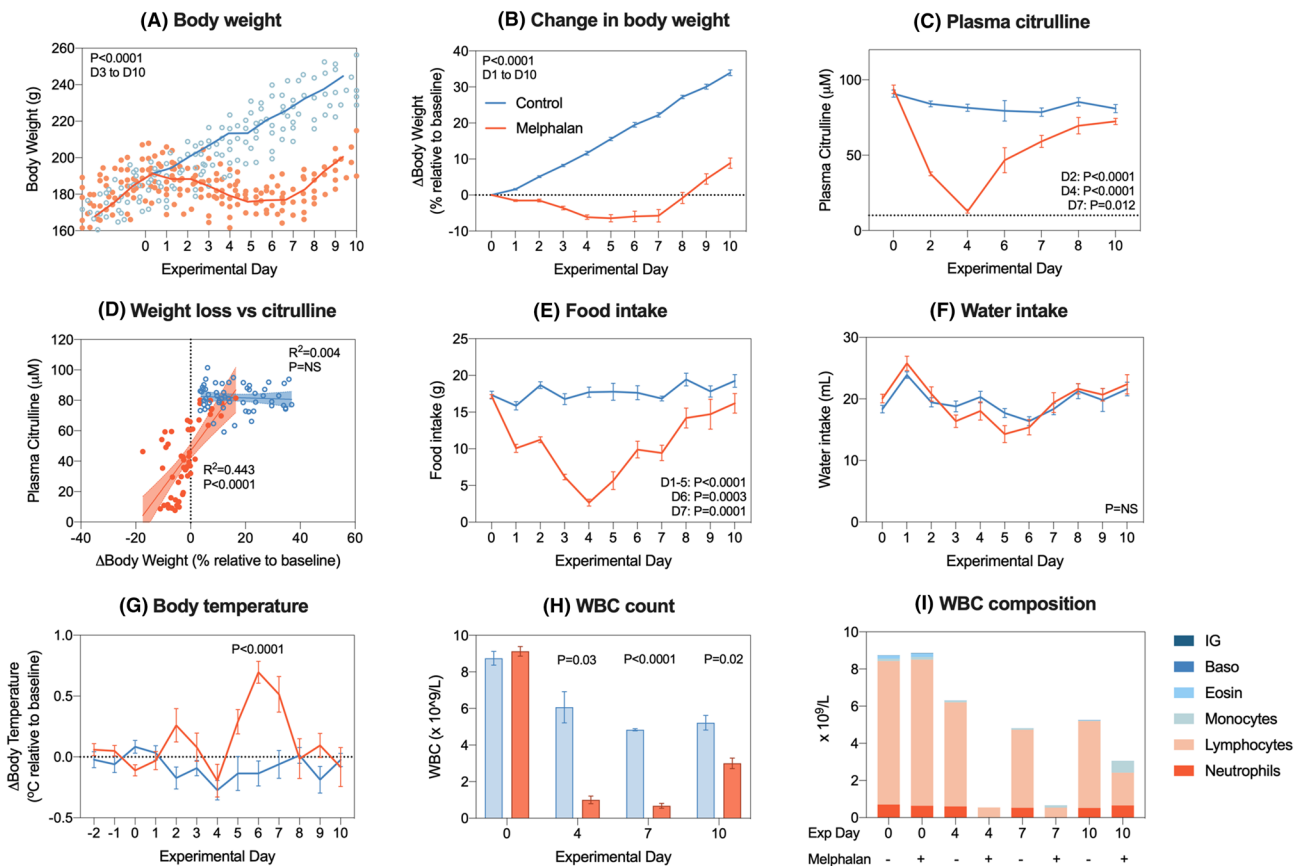 (A) Body weight
260
240
220
200
180
160
Body Weight (g)
P<0.0001
D3 to D10
0 1 2 3 4 5 6 7 8 9 10
Experimental Day
(B) Change in body weight
40
30
20
10
0
-10
ΔBody Weight
(% relative to baseline)
P<0.0001
D1 to D10
Control
Melphalan
0 1 2 3 4 5 6 7 8 9 10
Experimental Day
(C) Plasma citrulline
100
50
0
Plasma Citrulline (µM)
D2: P<0.0001
D4: P<0.0001
D7: P=0.012
0 2 4 6 7 8 10
Experimental Day
(D) Weight loss vs citrulline
120
100
80
60
40
20
0
Plasma Citrulline (µM)
R²=0.004
P=NS
R²=0.443
P<0.0001
-40 -20 0 20 40 60
ΔBody Weight (% relative to baseline)
(E) Food intake
25
20
15
10
5
0
Food intake (g)
D1-5: P<0.0001
D6: P=0.0003
D7: P=0.0001
0 1 2 3 4 5 6 7 8 9 10
Experimental Day
(F) Water intake
30
20
10
0
Water intake (mL)
P=NS
0 1 2 3 4 5 6 7 8 9 10
Experimental Day
(G) Body temperature
1.0
0.5
0.0
-0.5
ΔBody Temperature
(ºC relative to baseline)
P<0.0001
-2 -1 0 1 2 3 4 5 6 7 8 9 10
Experimental Day
(H) WBC count
10
8
6
4
2
0
WBC (x 10^9/L)
P=0.03 P<0.0001 P=0.02
0 4 7 10
Experimental Day
(I) WBC composition
10
8
6
4
2
0
x 10⁹/L
Exp Day 0 0 4 4 7 7 10 10
Melphalan - + - + - + - +
IG
Baso
Eosin
Monocytes
Lymphocytes
Neutrophils